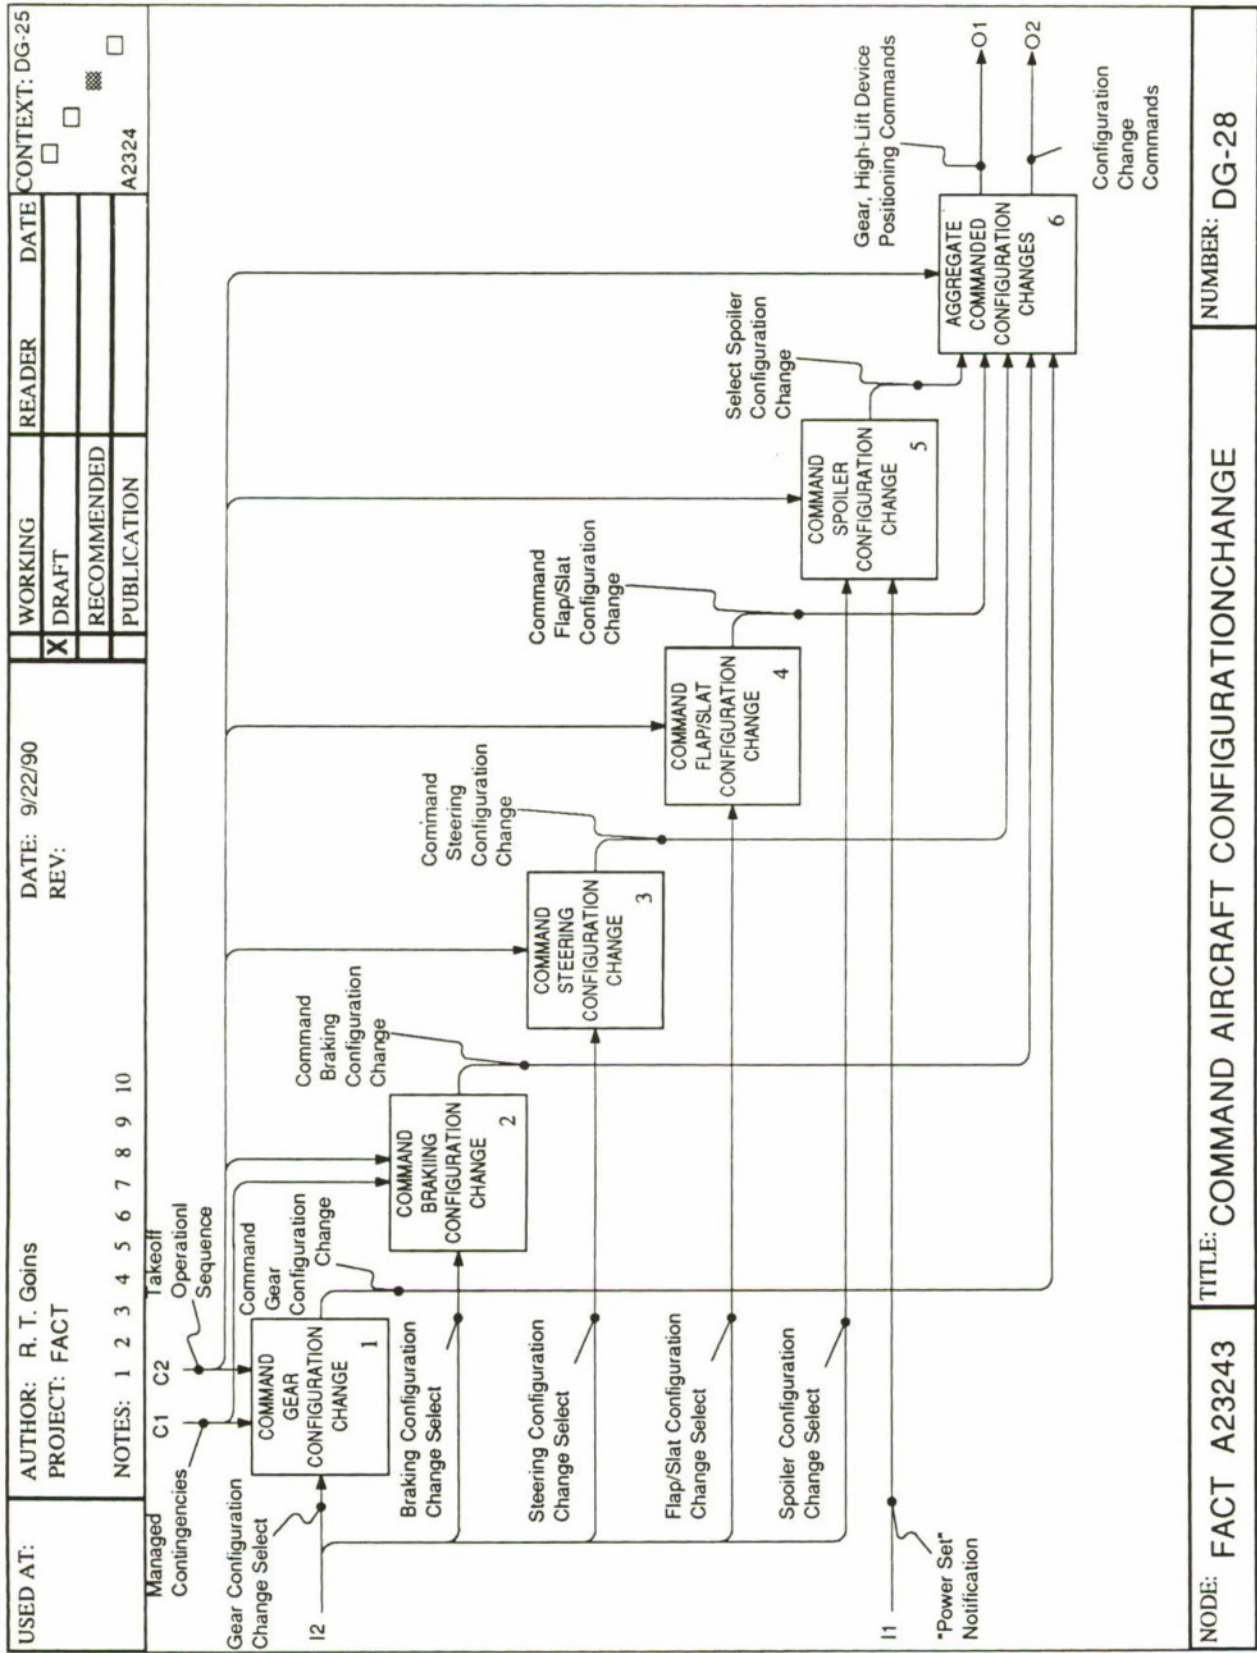 USED AT:
AUTHOR: R. T. Goins
PROJECT: FACT
DATE: 9/22/90
REV:
NOTES: 1 2 3 4 5 6 7 8 9 10
WORKING
X DRAFT
RECOMMENDED
PUBLICATION
READER
DATE
CONTEXT: DG-25
A2324
Managed
Contingencies
C1
C2
Takeoff
Operationl
Sequence
Gear Configuration
Change Select
I2
COMMAND
GEAR
CONFIGURATION
CHANGE
1
Command
Gear
Configuration
Change
Braking Configuration
Change Select
COMMAND
BRAKIING
CONFIGURATION
CHANGE
2
Command
Braking
Configuration
Change
Steering Configuration
Change Select
COMMAND
STEERING
CONFIGURATION
CHANGE
3
Command
Steering
Configuration
Change
Flap/Slat Configuration
Change Select
COMMAND
FLAP/SLAT
CONFIGURATION
CHANGE
4
Command
Flap/Slat
Configuration
Change
Spoiler Configuration
Change Select
COMMAND
SPOILER
CONFIGURATION
CHANGE
5
Select Spoiler
Configuration
Change
I1
"Power Set"
Notification
AGGREGATE
COMMANDED
CONFIGURATION
CHANGES
6
Gear, High-Lift Device
Positioning Commands
O1
O2
Configuration
Change
Commands
NODE: FACT A23243
TITLE: COMMAND AIRCRAFT CONFIGURATIONCHANGE
NUMBER: DG-28